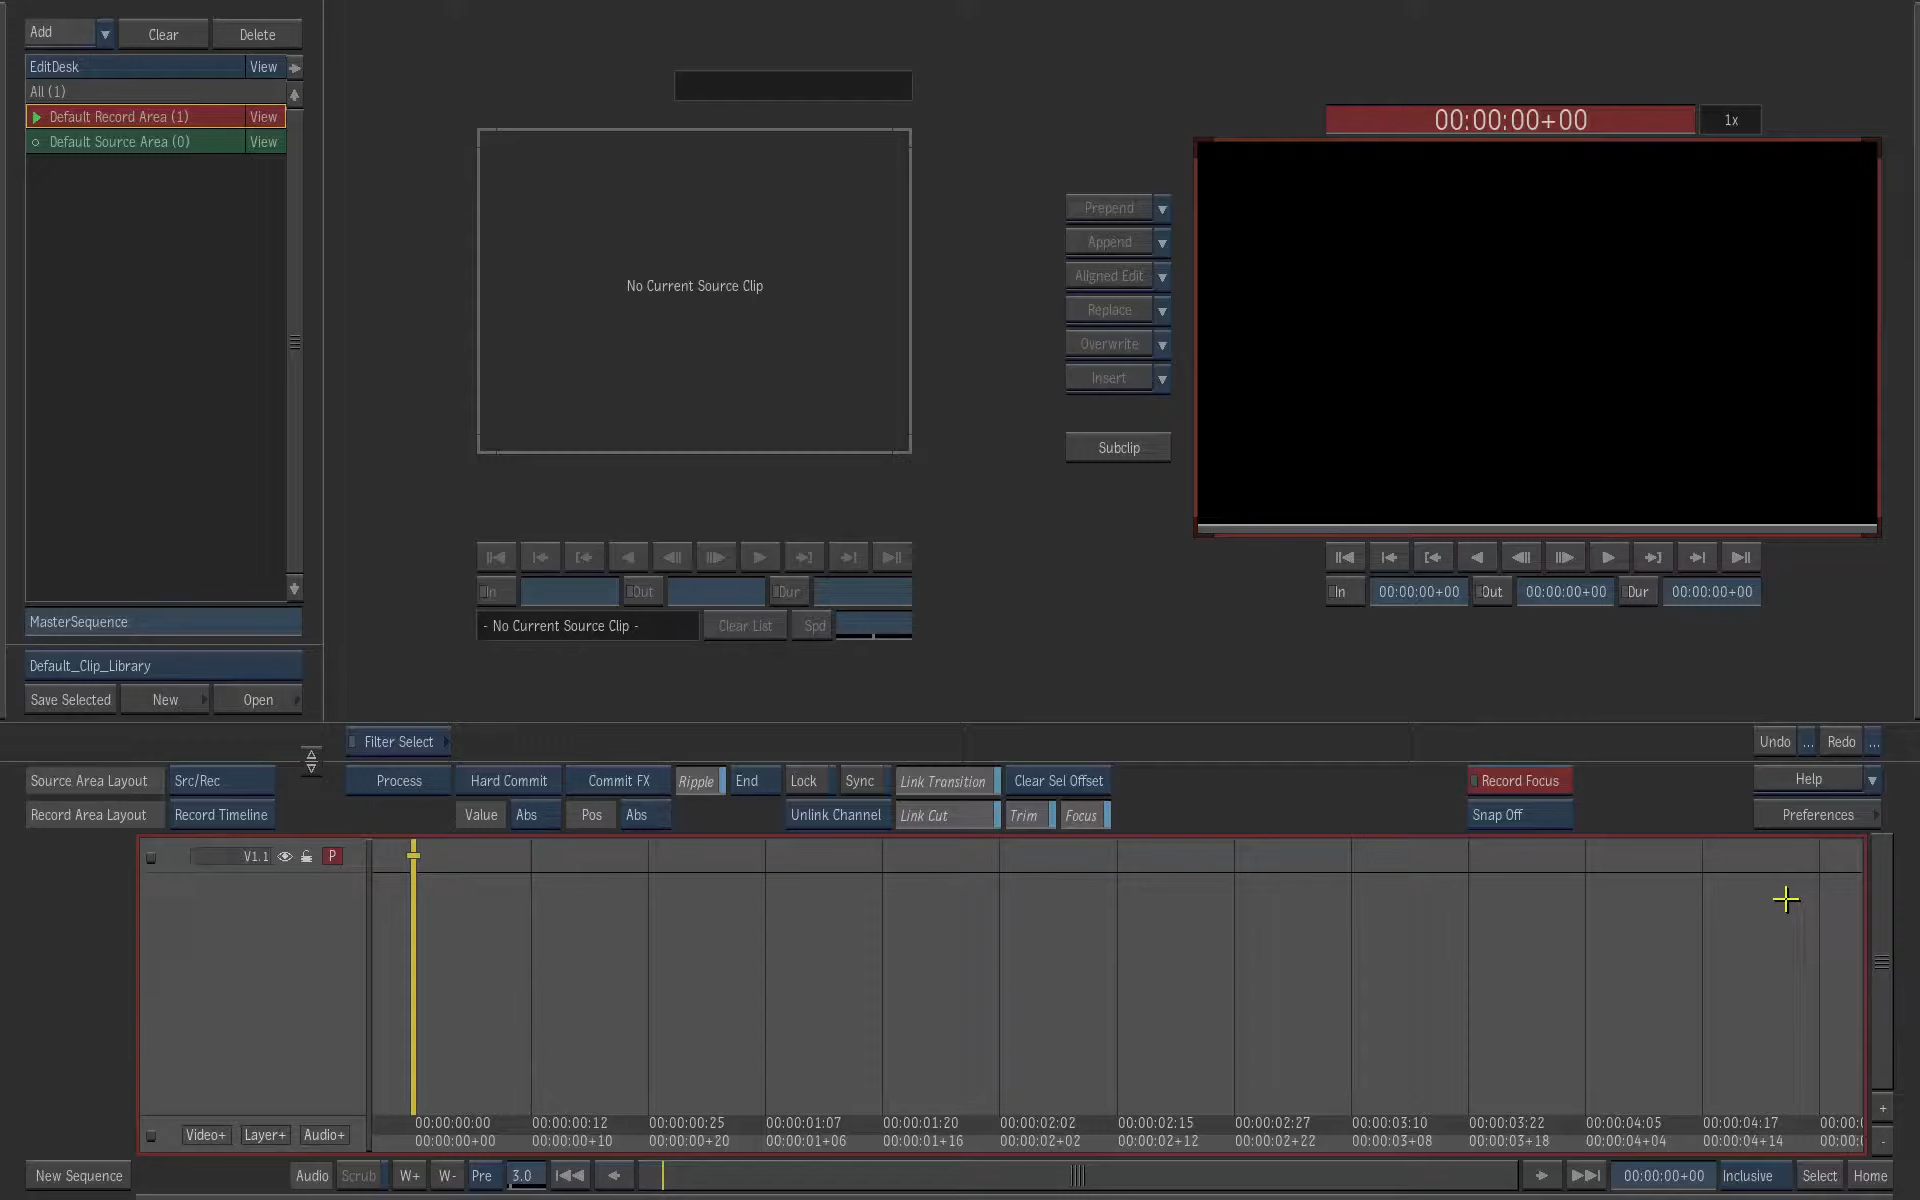 Add Clear Delete
EditDesk View
All (1)
Default Record Area (1) View
Default Source Area (0) View
MasterSequence
Default_Clip_Library
Save Selected New Open
No Current Source Clip
In Out Dur
- No Current Source Clip - Clear List Spd
Prepend
Append
Aligned Edit
Replace
Overwrite
Insert
Subclip
00:00:00+00 1x
In 00:00:00+00 Out 00:00:00+00 Dur 00:00:00+00
Filter Select Undo ... Redo ...
Source Area Layout Src/Rec Process Hard Commit Commit FX Ripple End Lock Sync Link Transition Clear Sel Offset Record Focus Help
Record Area Layout Record Timeline Value Abs Pos Abs Unlink Channel Link Cut Trim Focus Snap Off Preferences
V1.1 P
00:00:00:00 00:00:00:12 00:00:00:25 00:00:01:07 00:00:01:20 00:00:02:02 00:00:02:15 00:00:02:27 00:00:03:10 00:00:03:22 00:00:04:05 00:00:04:17
Video+ Layer+ Audio+ 00:00:00+00 00:00:00+10 00:00:00+20 00:00:01+06 00:00:01+16 00:00:02+02 00:00:02+12 00:00:02+22 00:00:03+08 00:00:03+18 00:00:04+04 00:00:04+14
+
-
New Sequence Audio Scrub W+ W- Pre 3.0 00:00:00+00 Inclusive Select Home